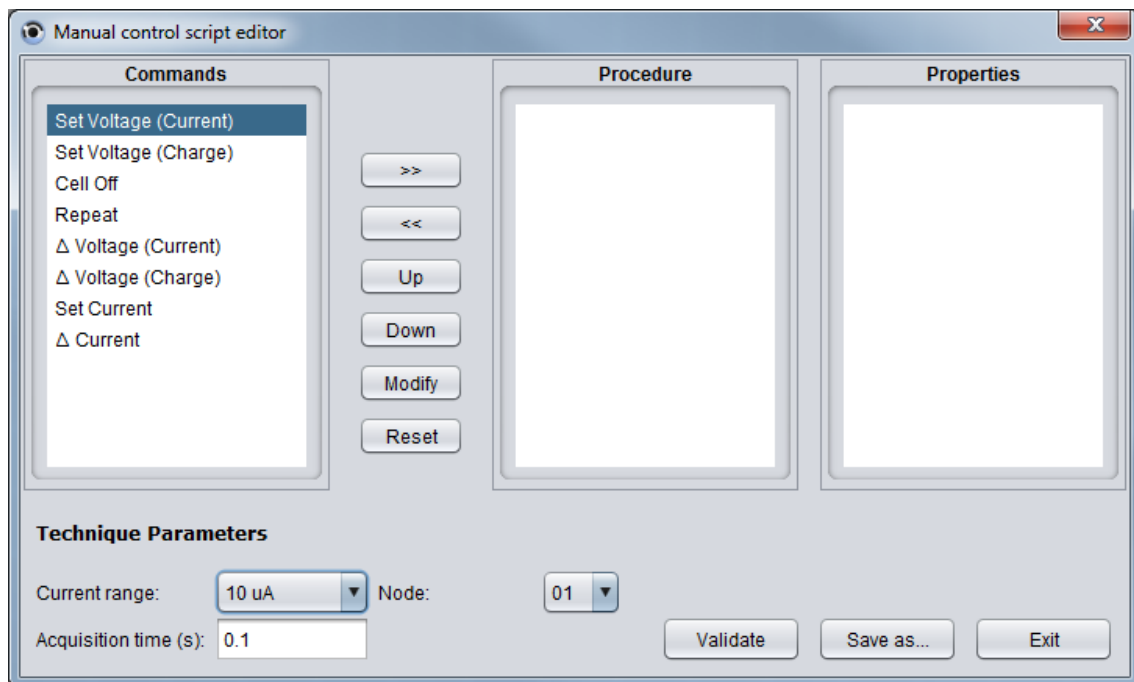 Manual control script editor
Commands
Procedure
Properties
Set Voltage (Current)
Set Voltage (Charge)
Cell Off
Repeat
Δ Voltage (Current)
Δ Voltage (Charge)
Set Current
Δ Current
>>
<<
Up
Down
Modify
Reset
Technique Parameters
Current range: 10 uA Node: 01
Acquisition time (s): 0.1
Validate Save as... Exit